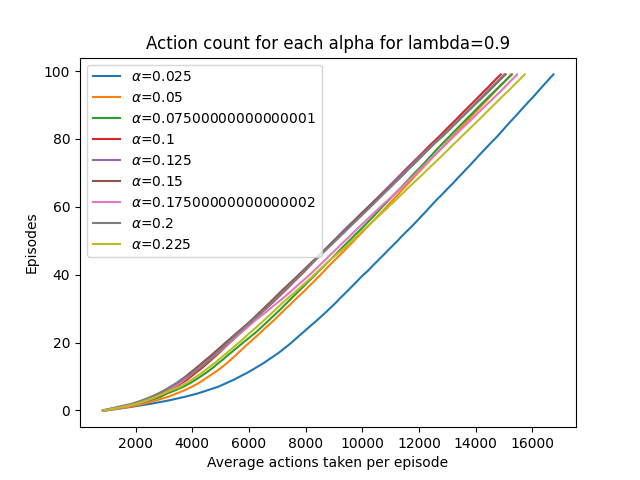 Action count for each alpha for lambda=0.9
α=0.025
α=0.05
α=0.07500000000000001
α=0.1
α=0.125
α=0.15
α=0.17500000000000002
α=0.2
α=0.225
100
80
60
40
20
0
Episodes
2000 4000 6000 8000 10000 12000 14000 16000
Average actions taken per episode